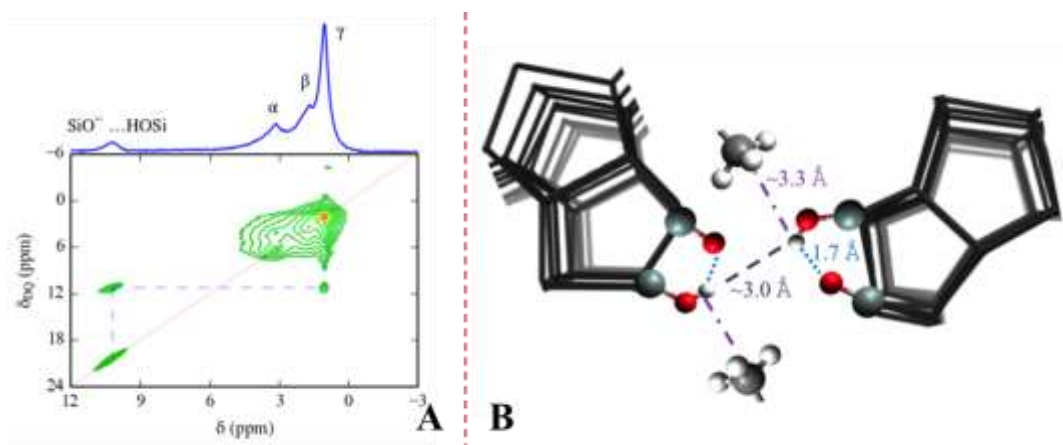 γ
β
α
SiO⁻ …HOSi
−6
0
6
12
18
24
δDQ (ppm)
12 9 6 3 0 −3
δ (ppm)
A
~3.3 Å
1.7 Å
~3.0 Å
B